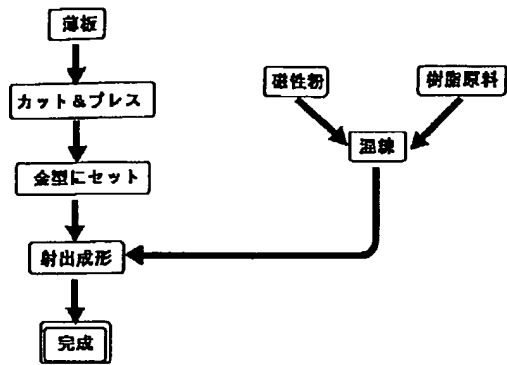 薄板
カット&プレス
金型にセット
射出成形
完成
磁性粉
樹脂原料
混練